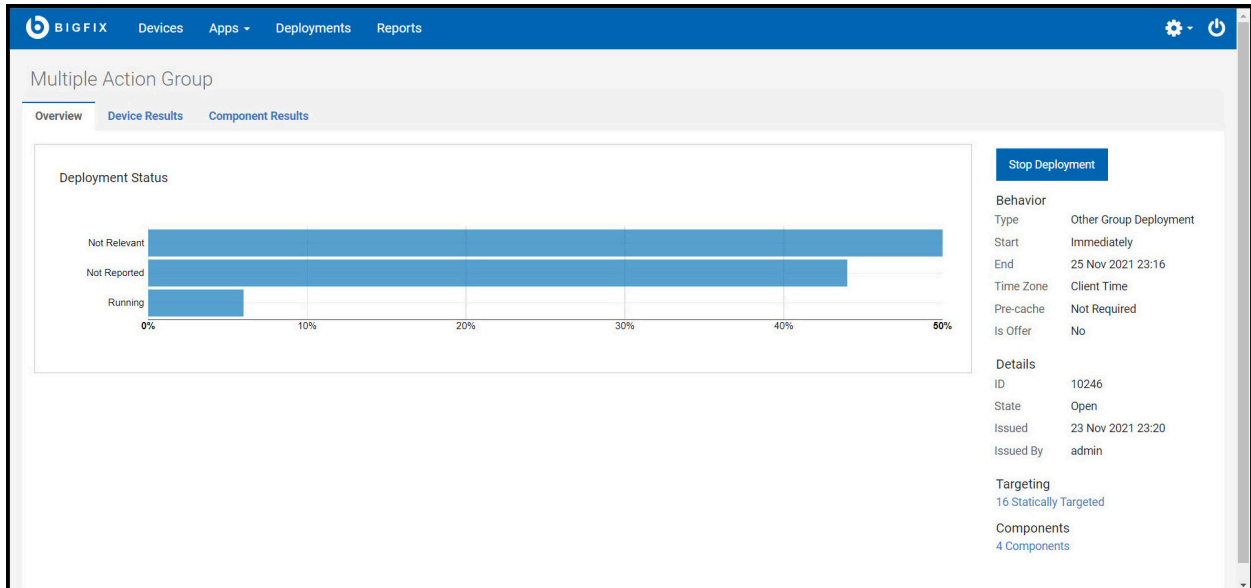 BIGFIX Devices Apps Deployments Reports
Multiple Action Group
Overview Device Results Component Results
Deployment Status
Not Relevant
Not Reported
Running
0% 10% 20% 30% 40% 50%
Stop Deployment
Behavior
Type Other Group Deployment
Start Immediately
End 25 Nov 2021 23:16
Time Zone Client Time
Pre-cache Not Required
Is Offer No
Details
ID 10246
State Open
Issued 23 Nov 2021 23:20
Issued By admin
Targeting
16 Statically Targeted
Components
4 Components